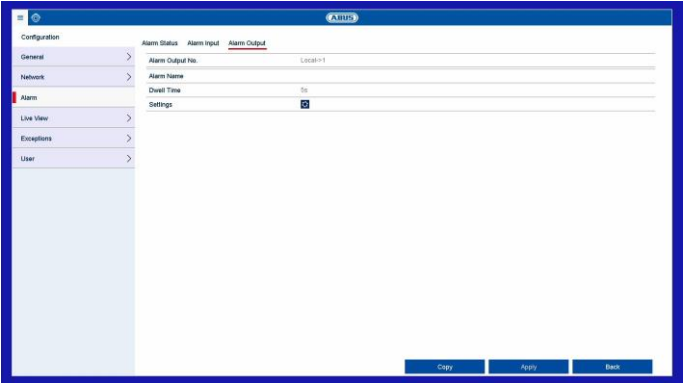 ABUS
Configuration
General
Network
Alarm
Live View
Exceptions
User
Alarm Status Alarm Input Alarm Output
Alarm Output No. Local->1
Alarm Name
Dwell Time 5s
Settings
Copy Apply Back